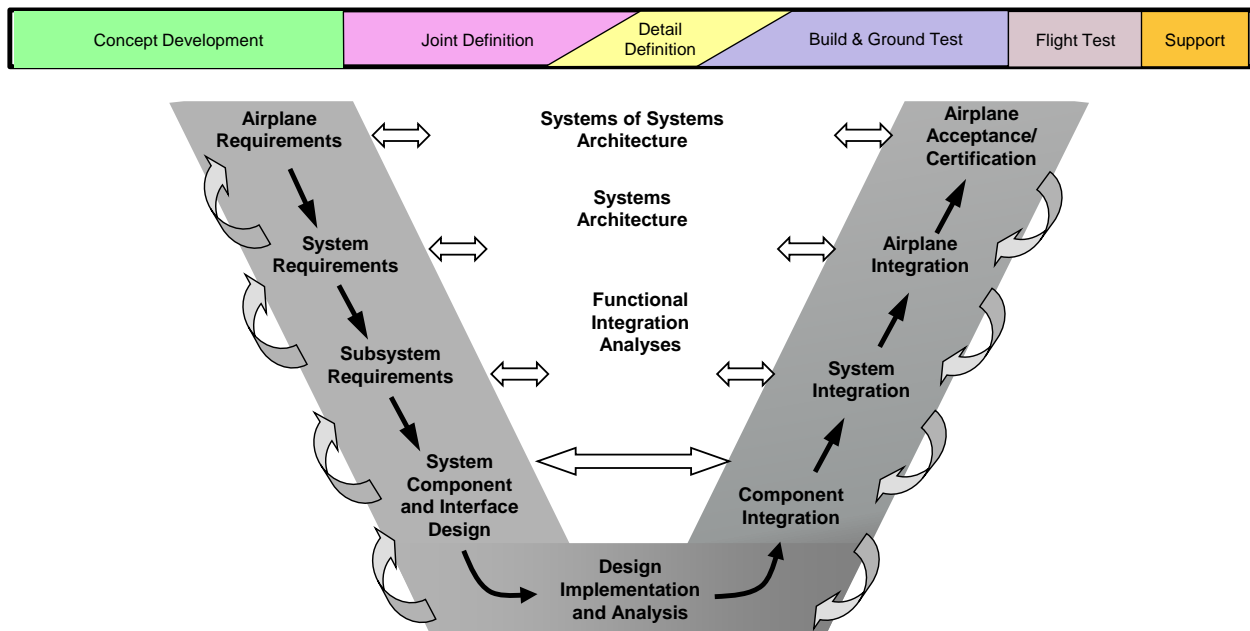 Concept Development
Joint Definition
Detail
Definition
Build & Ground Test
Flight Test
Support
Airplane
Requirements
Systems of Systems
Architecture
Airplane
Acceptance/
Certification
Systems
Architecture
System
Requirements
Airplane
Integration
Functional
Integration
Analyses
Subsystem
Requirements
System
Integration
System
Component
and Interface
Design
Component
Integration
Design
Implementation
and Analysis